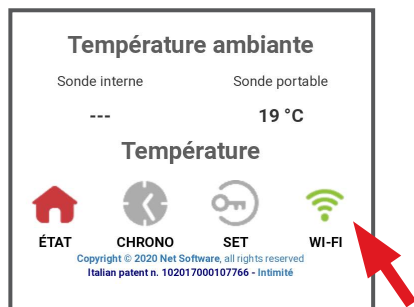 Température ambiante
Sonde interne Sonde portable
--- 19 °C
Température
ÉTAT CHRONO SET WI-FI
Copyright © 2020 Net Software, all rights reserved
Italian patent n. 102017000107766 - Intimité